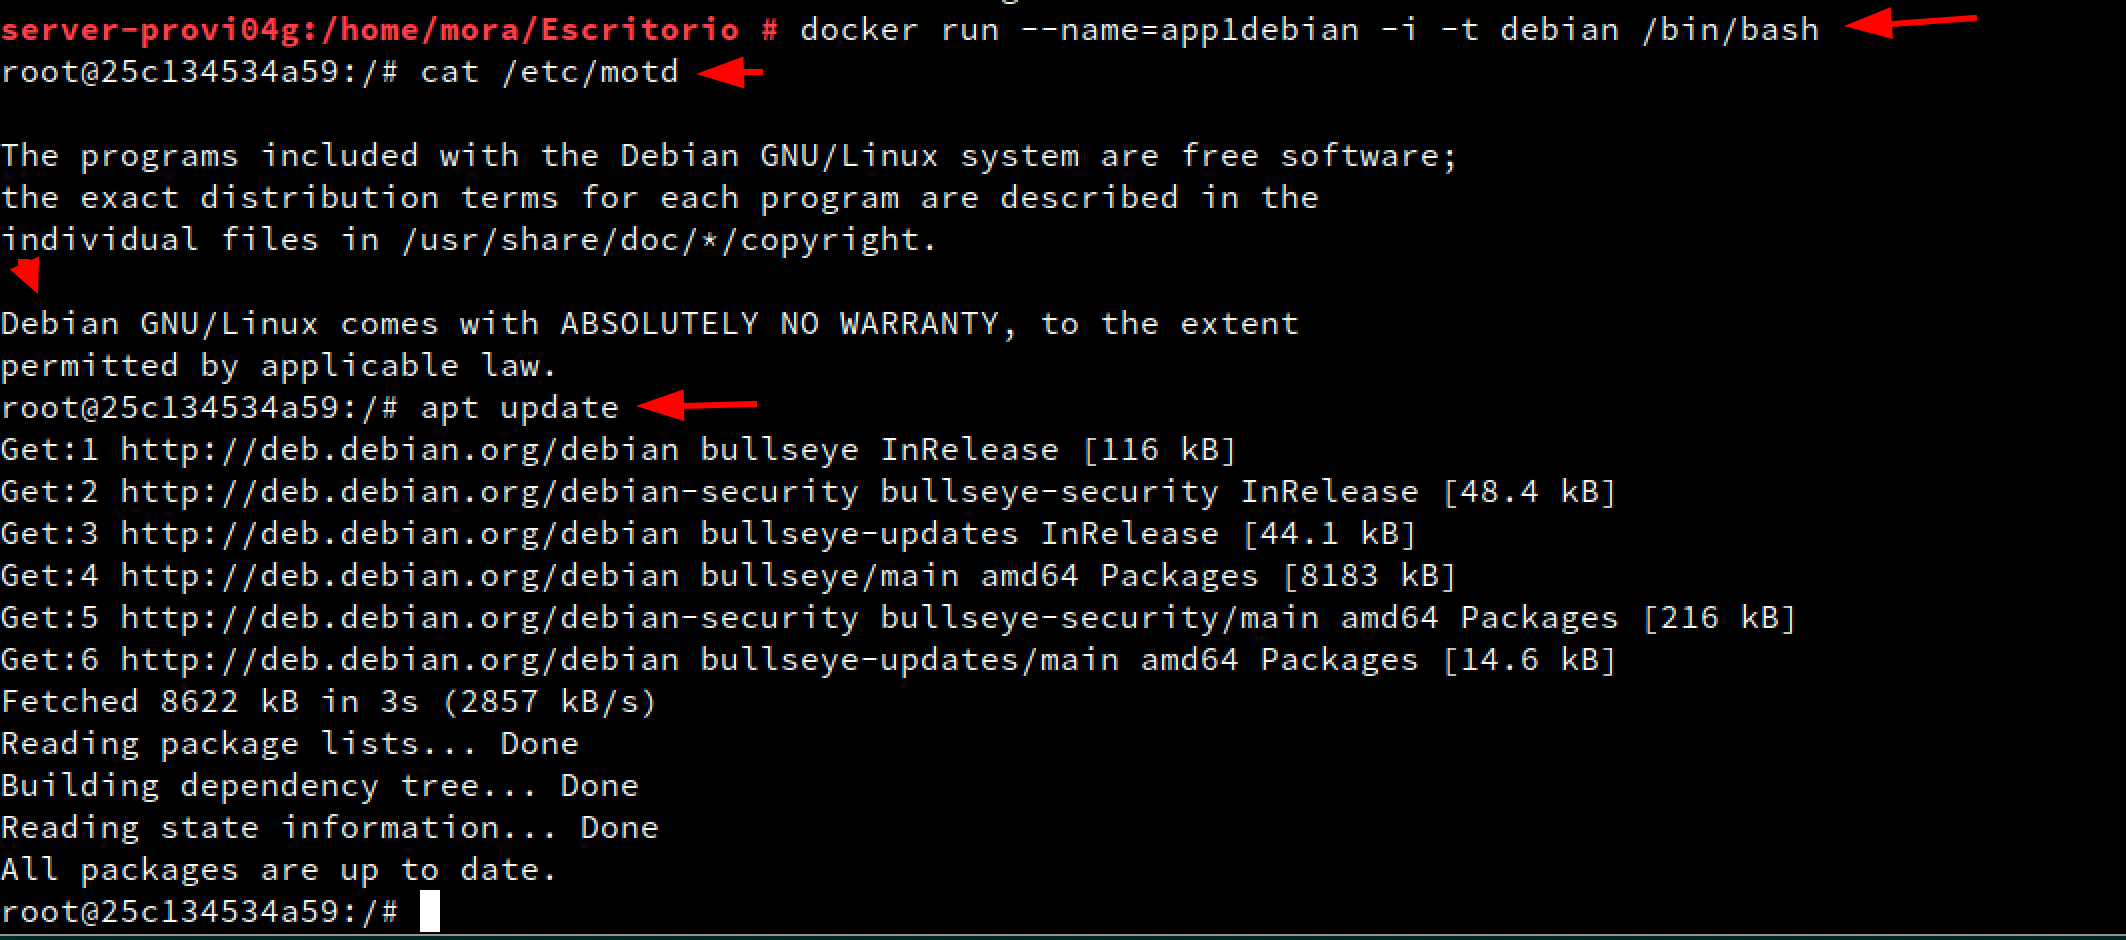 server-provi04g:/home/mora/Escritorio # docker run --name=app1debian -i -t debian /bin/bash
root@25c134534a59:/# cat /etc/motd

The programs included with the Debian GNU/Linux system are free software;
the exact distribution terms for each program are described in the
individual files in /usr/share/doc/*/copyright.

Debian GNU/Linux comes with ABSOLUTELY NO WARRANTY, to the extent
permitted by applicable law.
root@25c134534a59:/# apt update
Get:1 http://deb.debian.org/debian bullseye InRelease [116 kB]
Get:2 http://deb.debian.org/debian-security bullseye-security InRelease [48.4 kB]
Get:3 http://deb.debian.org/debian bullseye-updates InRelease [44.1 kB]
Get:4 http://deb.debian.org/debian bullseye/main amd64 Packages [8183 kB]
Get:5 http://deb.debian.org/debian-security bullseye-security/main amd64 Packages [216 kB]
Get:6 http://deb.debian.org/debian bullseye-updates/main amd64 Packages [14.6 kB]
Fetched 8622 kB in 3s (2857 kB/s)
Reading package lists... Done
Building dependency tree... Done
Reading state information... Done
All packages are up to date.
root@25c134534a59:/#